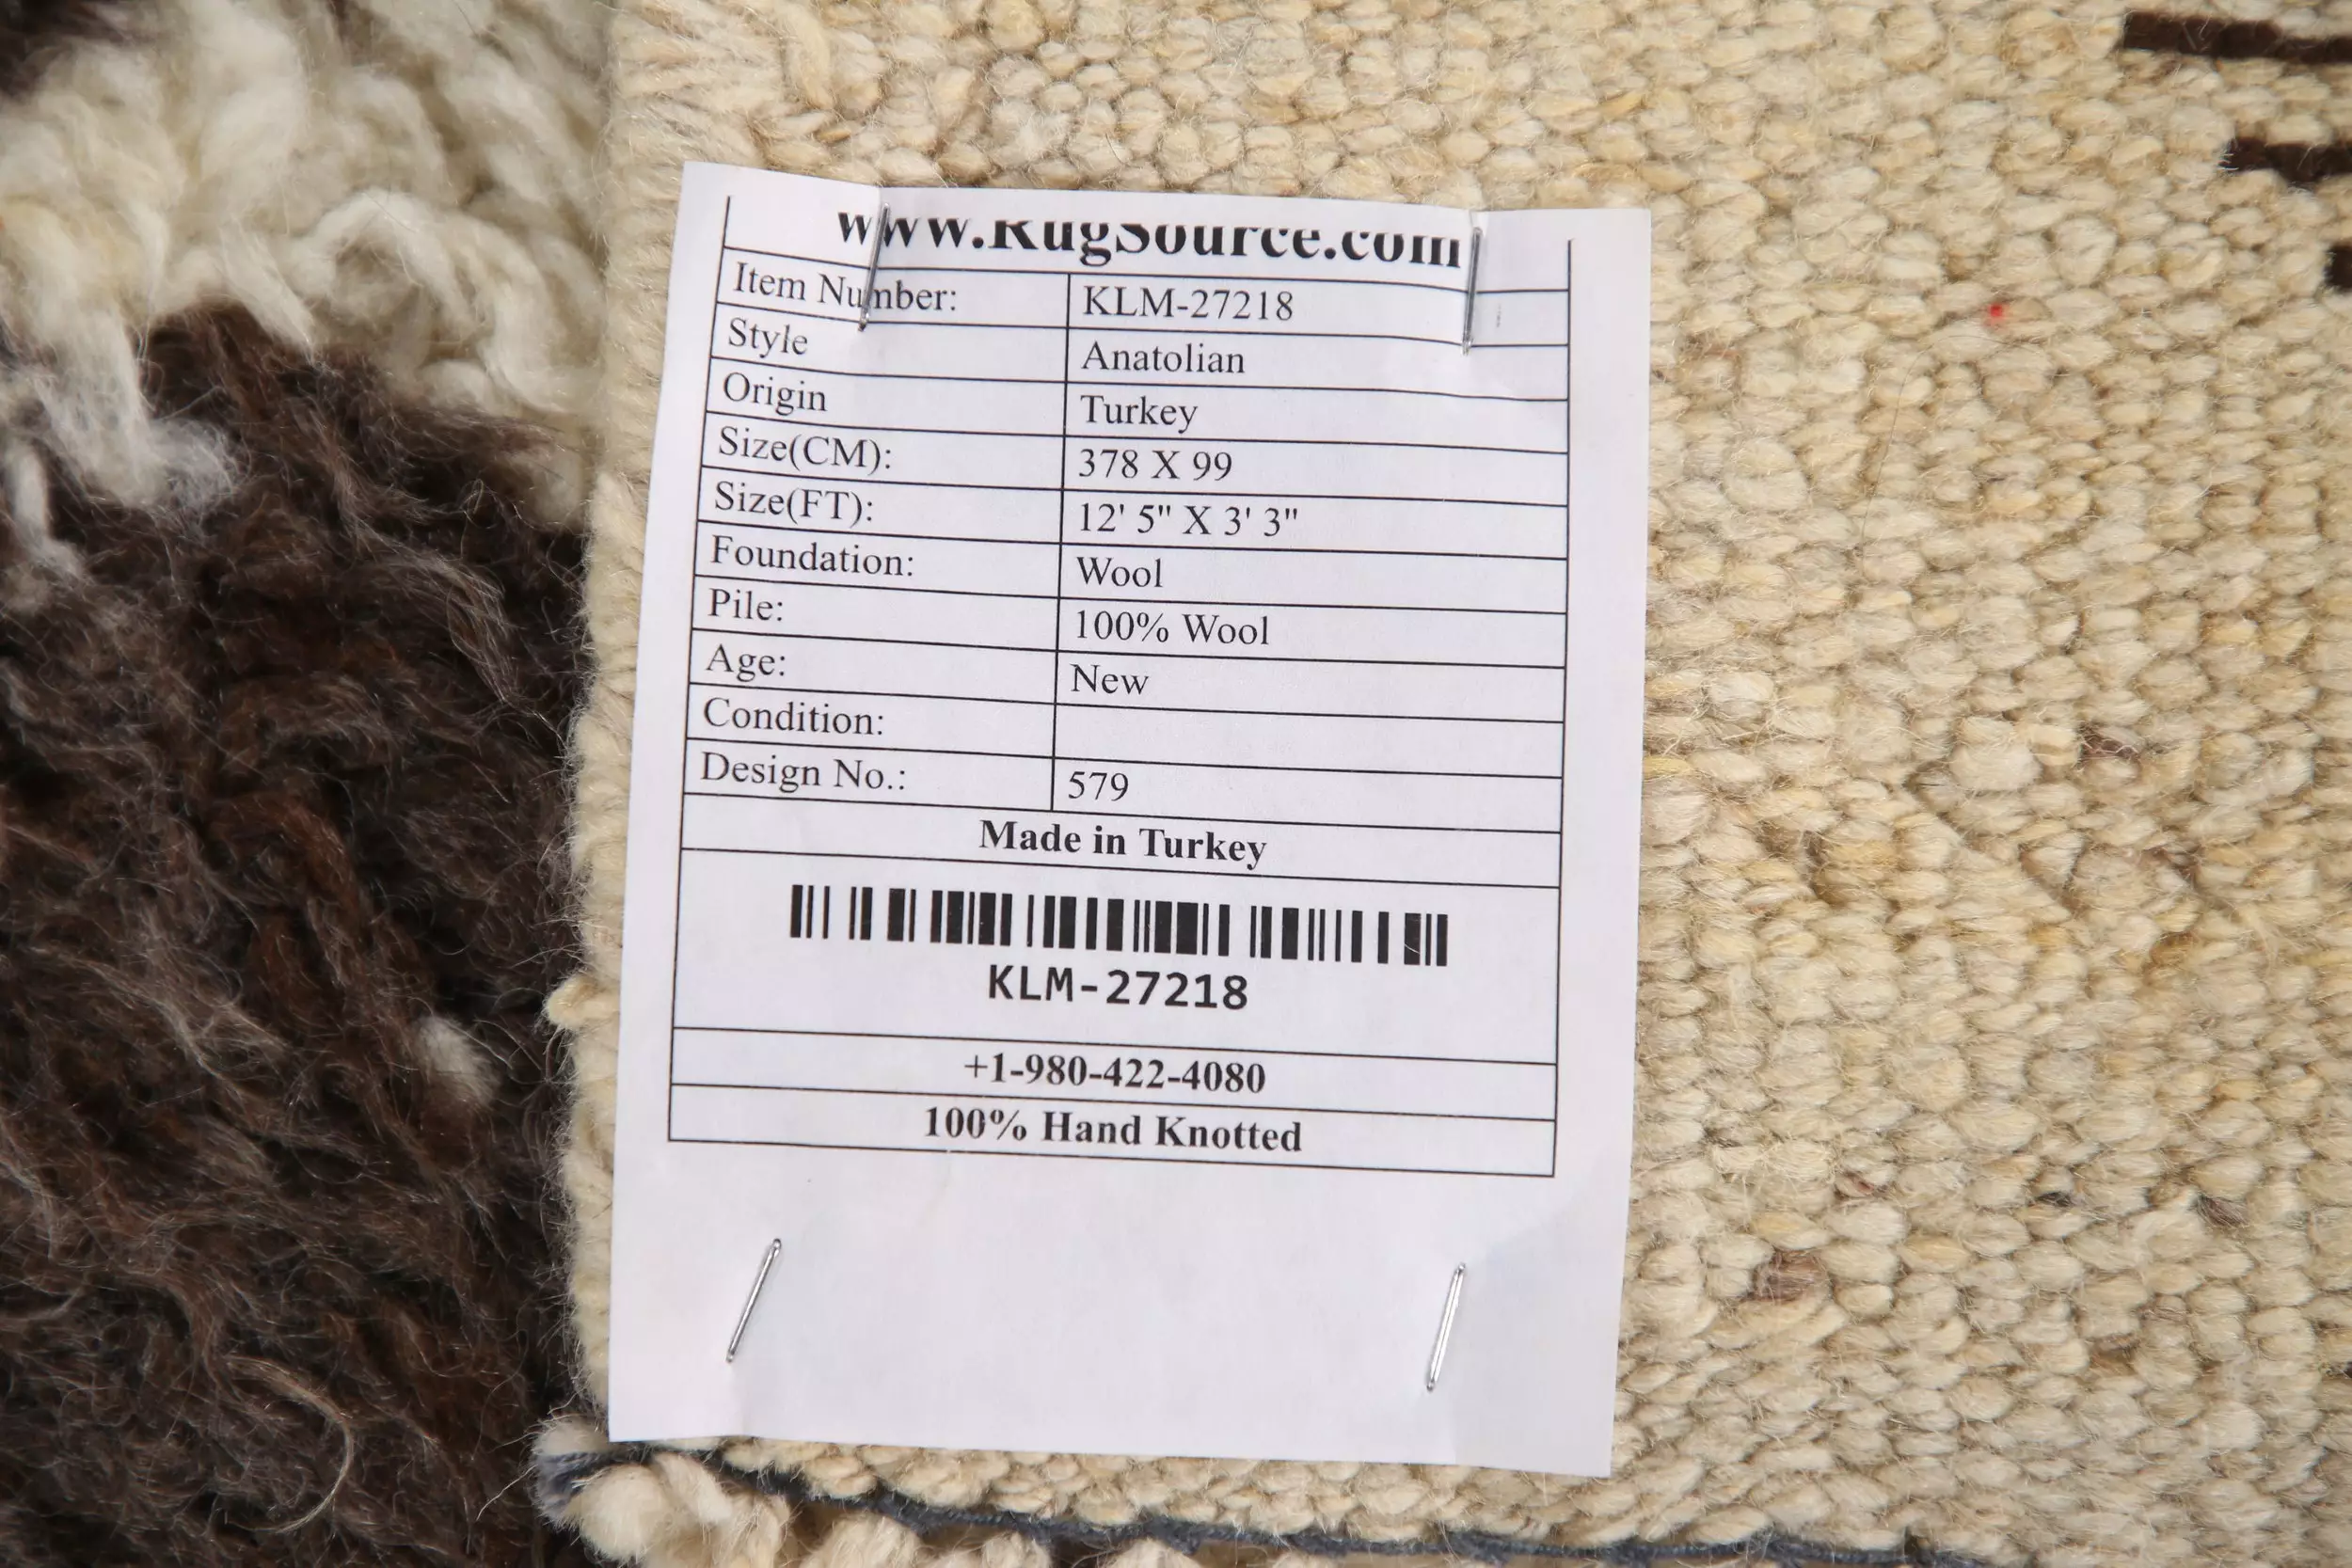 www.RugSource.com
Item Number: KLM-27218
Style Anatolian
Origin Turkey
Size(CM): 378 X 99
Size(FT): 12' 5" X 3' 3"
Foundation: Wool
Pile: 100% Wool
Age: New
Condition:
Design No.: 579
Made in Turkey
KLM-27218
+1-980-422-4080
100% Hand Knotted